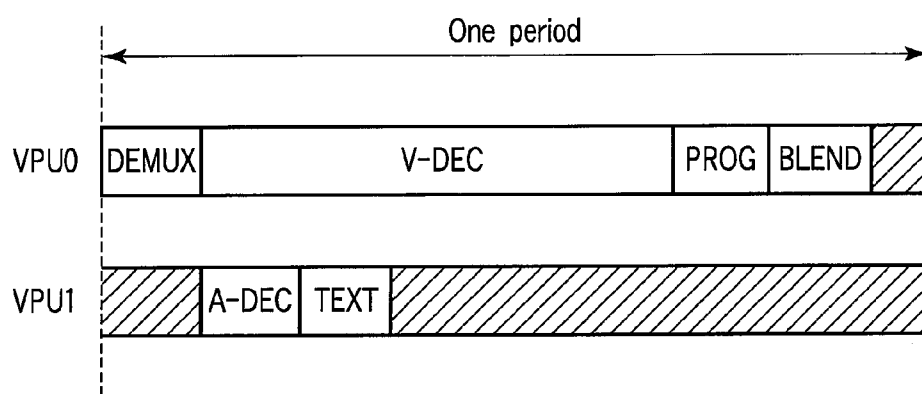 One period
VPU0 DEMUX V-DEC PROG BLEND
VPU1 A-DEC TEXT